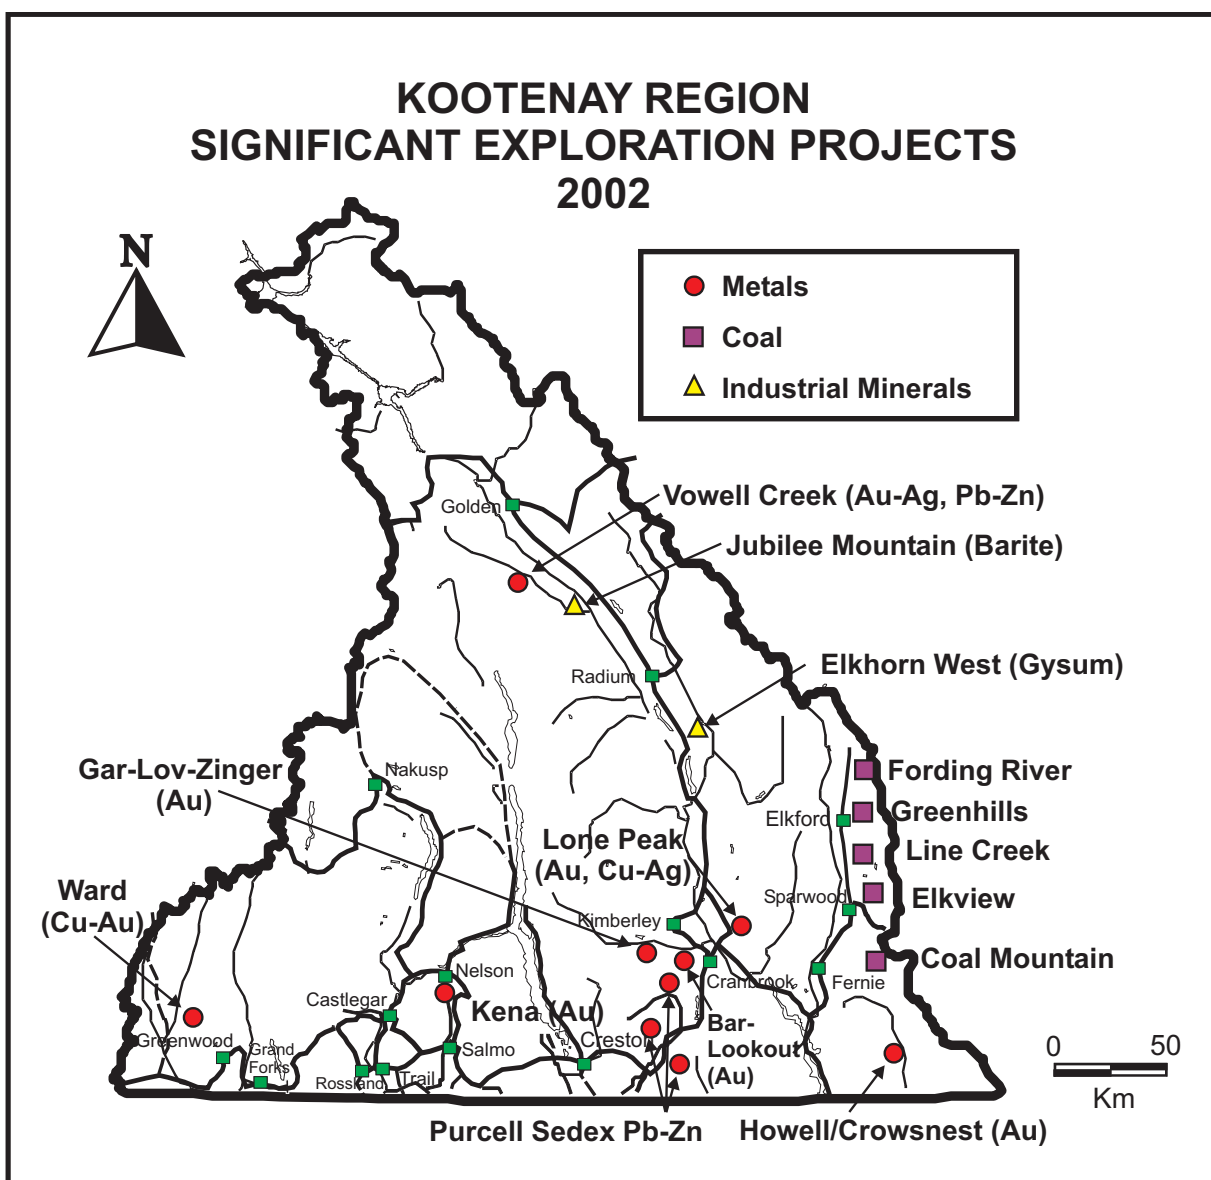 KOOTENAY REGION
SIGNIFICANT EXPLORATION PROJECTS
2002
N
Metals
Coal
Industrial Minerals
Golden
Vowell Creek (Au-Ag, Pb-Zn)
Jubilee Mountain (Barite)
Radium
Elkhorn West (Gysum)
Gar-Lov-Zinger
(Au)
Nakusp
Fording River
Greenhills
Elkford
Line Creek
Lone Peak
(Au, Cu-Ag)
Ward
(Cu-Au)
Elkview
Sparwood
Kimberley
Coal Mountain
Nelson
Cranbrook
Fernie
Castlegar
Kena (Au)
Bar-
Lookout
(Au)
Greenwood
Grand
Forks
Salmo
Creston
Rossland
Trail
0 50
Km
Purcell Sedex Pb-Zn
Howell/Crowsnest (Au)